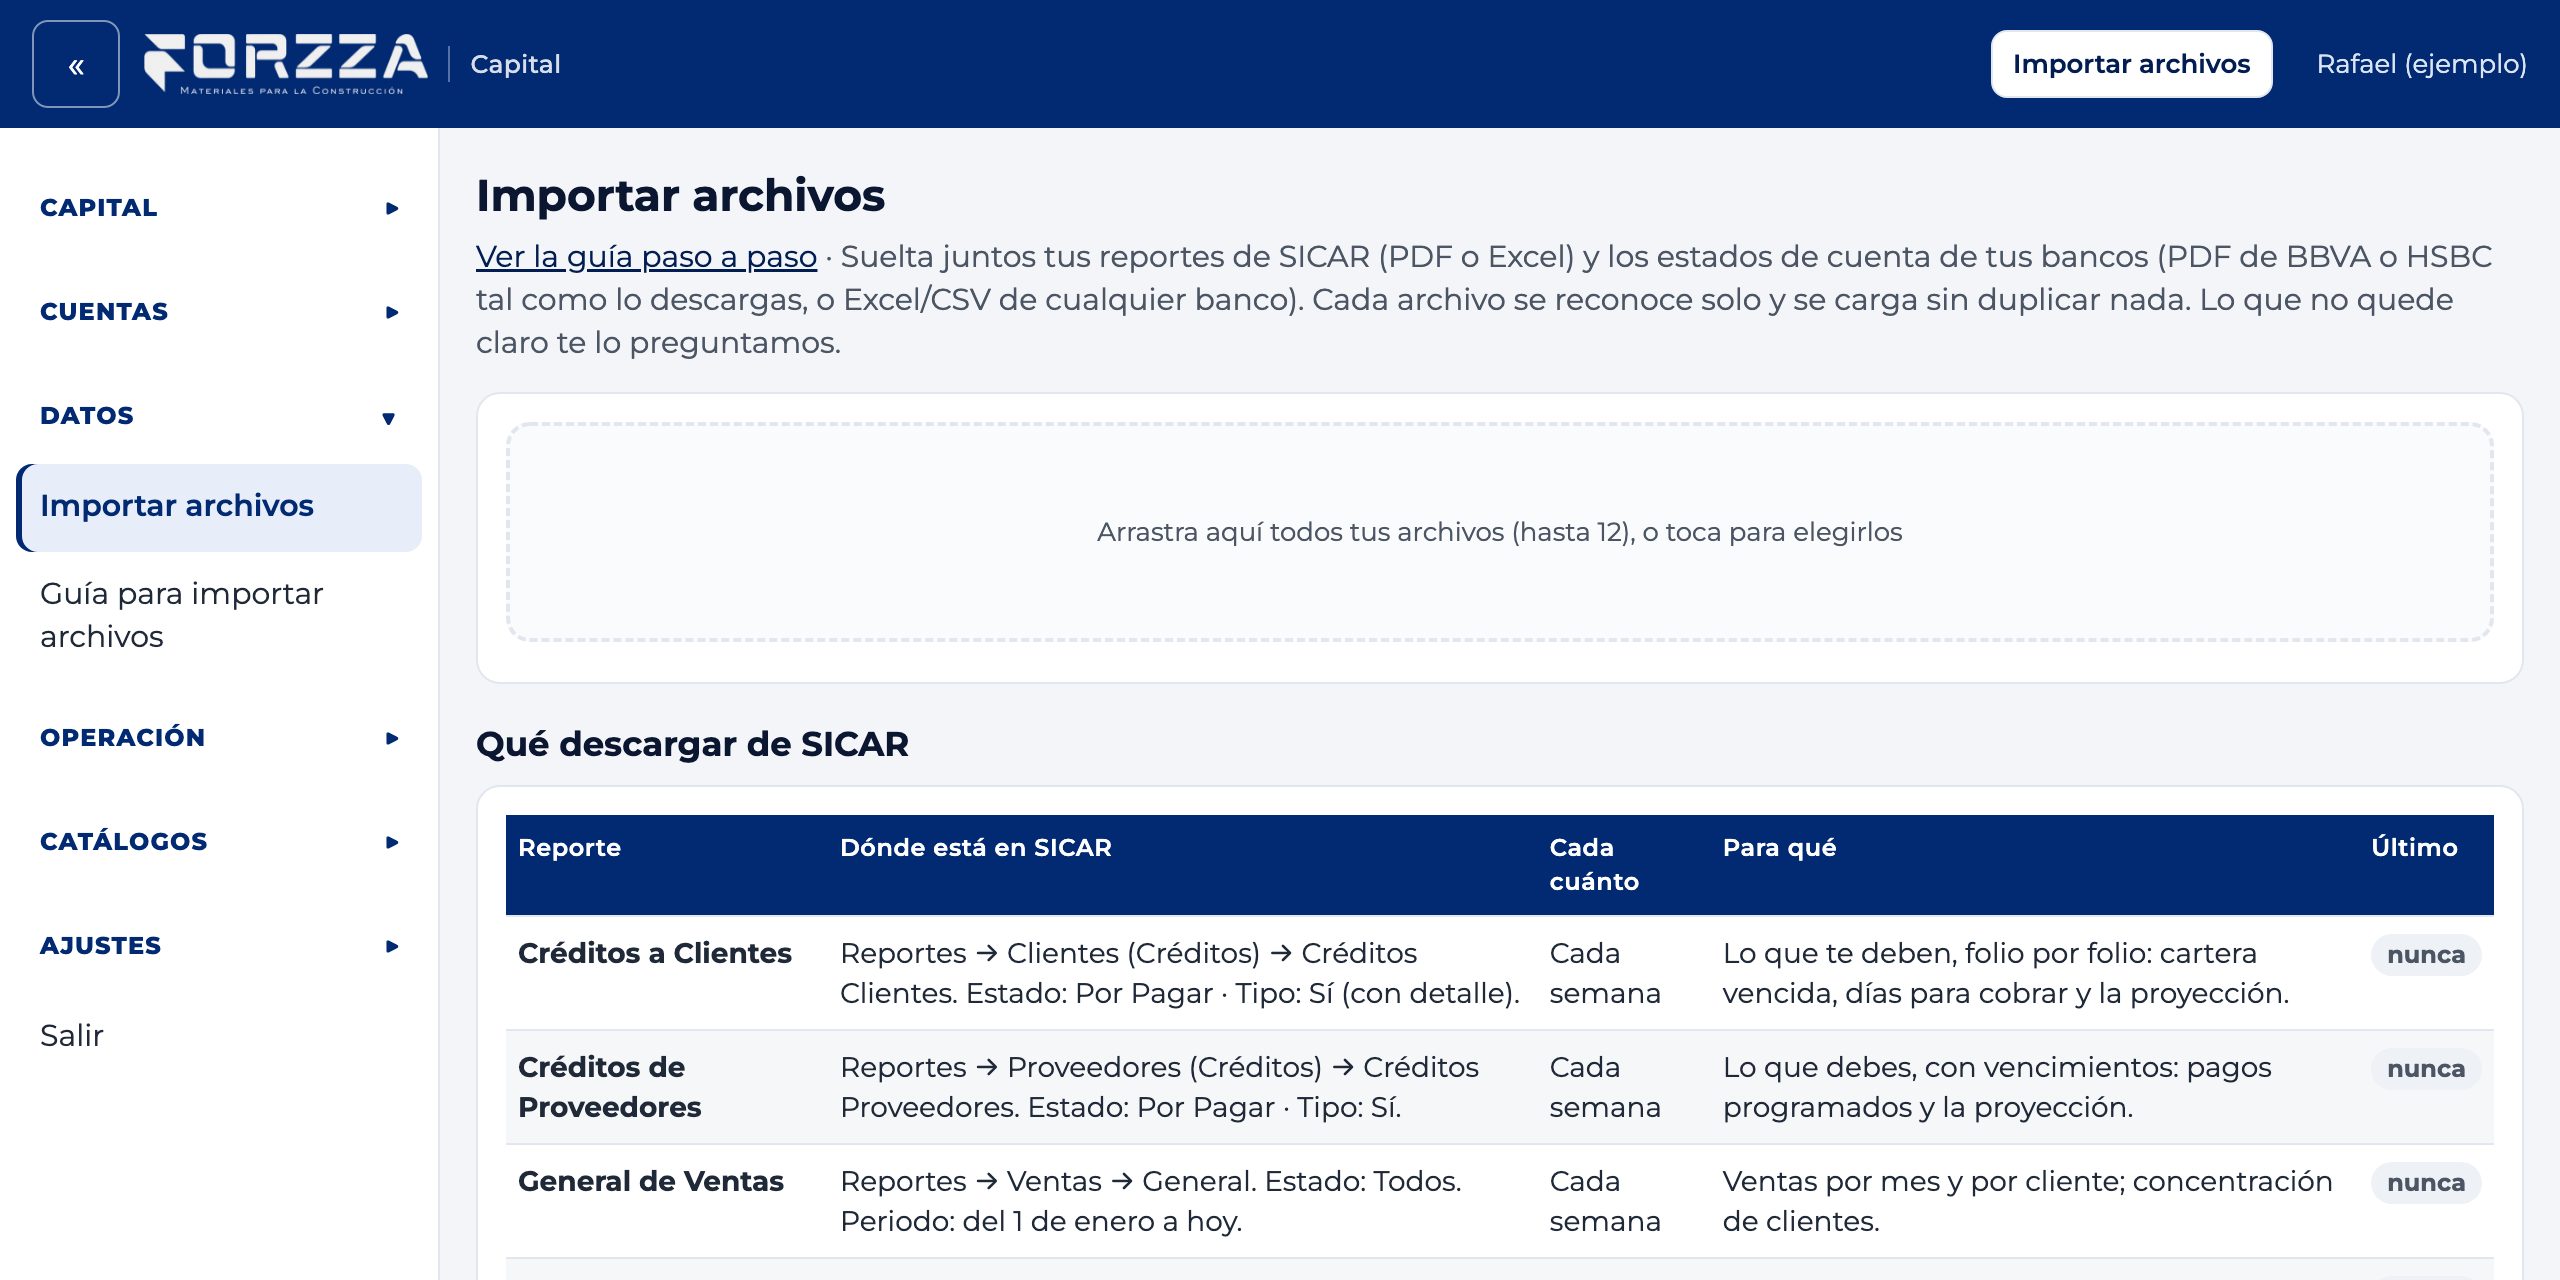 «
FORZZA
MATERIALES PARA LA CONSTRUCCIÓN
Capital
Importar archivos
Rafael (ejemplo)
CAPITAL
CUENTAS
DATOS
Importar archivos
Guía para importar
archivos
OPERACIÓN
CATÁLOGOS
AJUSTES
Salir
Importar archivos
Ver la guía paso a paso · Suelta juntos tus reportes de SICAR (PDF o Excel) y los estados de cuenta de tus bancos (PDF de BBVA o HSBC
tal como lo descargas, o Excel/CSV de cualquier banco). Cada archivo se reconoce solo y se carga sin duplicar nada. Lo que no quede
claro te lo preguntamos.
Arrastra aquí todos tus archivos (hasta 12), o toca para elegirlos
Qué descargar de SICAR
Reporte
Dónde está en SICAR
Cada
cuánto
Para qué
Último
Créditos a Clientes
Reportes → Clientes (Créditos) → Créditos
Clientes. Estado: Por Pagar · Tipo: Sí (con detalle).
Cada
semana
Lo que te deben, folio por folio: cartera
vencida, días para cobrar y la proyección.
nunca
Créditos de
Proveedores
Reportes → Proveedores (Créditos) → Créditos
Proveedores. Estado: Por Pagar · Tipo: Sí.
Cada
semana
Lo que debes, con vencimientos: pagos
programados y la proyección.
nunca
General de Ventas
Reportes → Ventas → General. Estado: Todos.
Periodo: del 1 de enero a hoy.
Cada
semana
Ventas por mes y por cliente; concentración
de clientes.
nunca